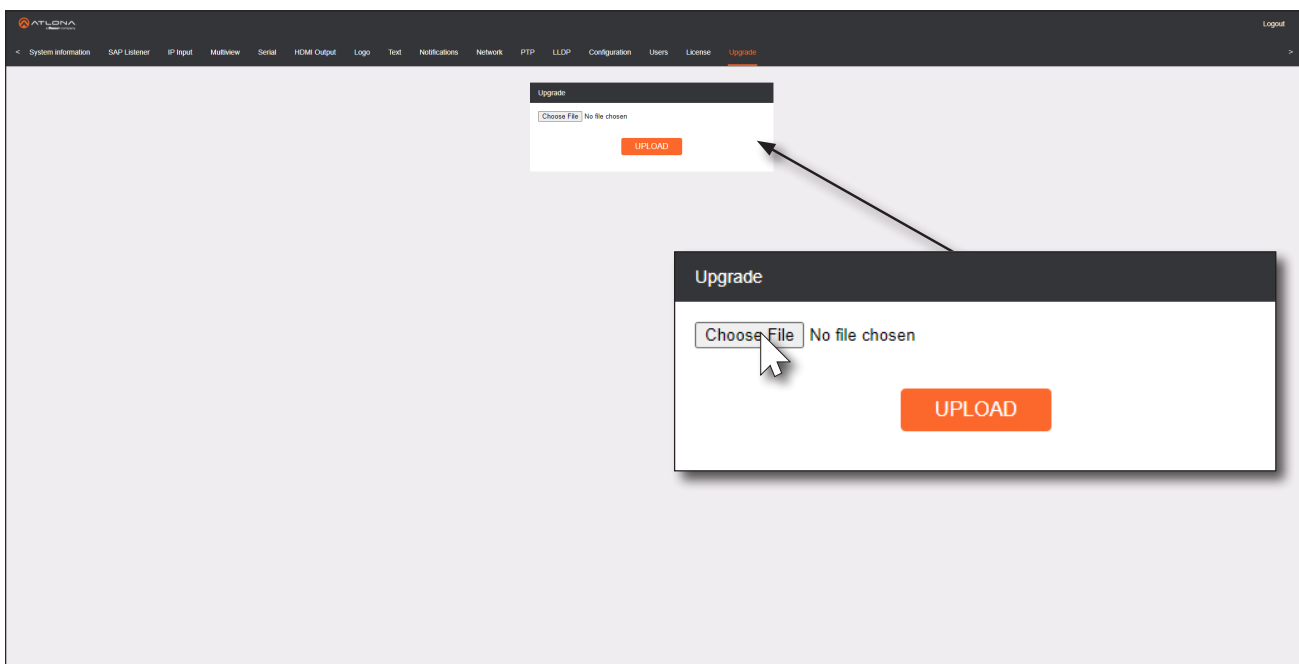 ATLONA
Logout
< System information SAP Listener IP Input Multiview Serial HDMI Output Logo Text Notifications Network PTP LLDP Configuration Users License Upgrade >
Upgrade
Choose File No file chosen
UPLOAD
Upgrade
Choose File No file chosen
UPLOAD